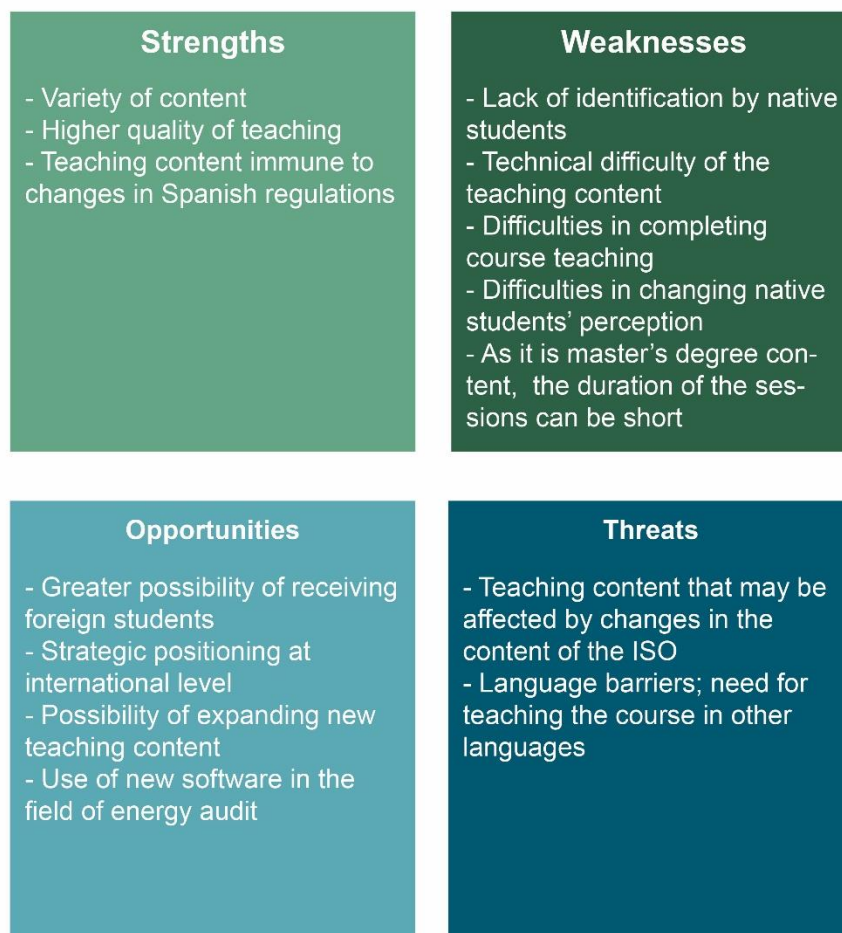 Strengths
- Variety of content
- Higher quality of teaching
- Teaching content immune to
changes in Spanish regulations
Weaknesses
- Lack of identification by native
students
- Technical difficulty of the
teaching content
- Difficulties in completing
course teaching
- Difficulties in changing native
students’ perception
- As it is master’s degree con-
tent,  the duration of the ses-
sions can be short
Opportunities
- Greater possibility of receiving
foreign students
- Strategic positioning at
international level
- Possibility of expanding new
teaching content
- Use of new software in the
field of energy audit
Threats
- Teaching content that may be
affected by changes in the
content of the ISO
- Language barriers; need for
teaching the course in other
languages